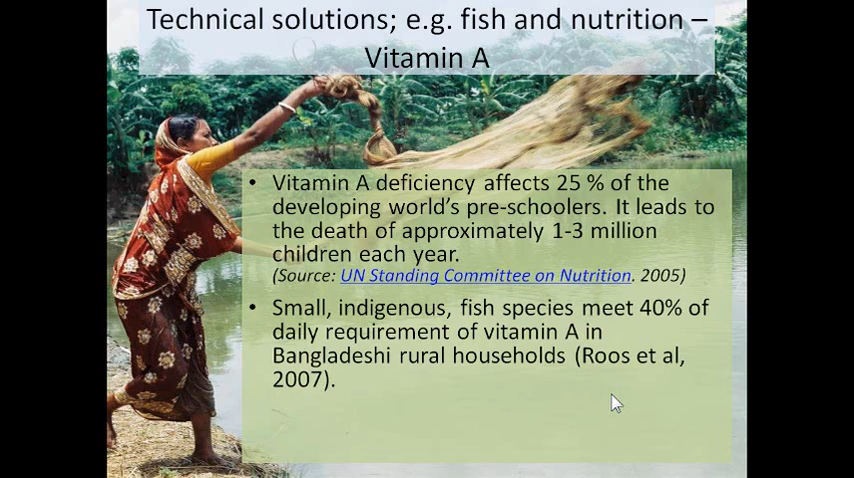 Technical solutions; e.g. fish and nutrition –
Vitamin A
• Vitamin A deficiency affects 25 % of the
developing world's pre-schoolers. It leads to
the death of approximately 1-3 million
children each year.
(Source: UN Standing Committee on Nutrition. 2005)
• Small, indigenous, fish species meet 40% of
daily requirement of vitamin A in
Bangladeshi rural households (Roos et al,
2007).